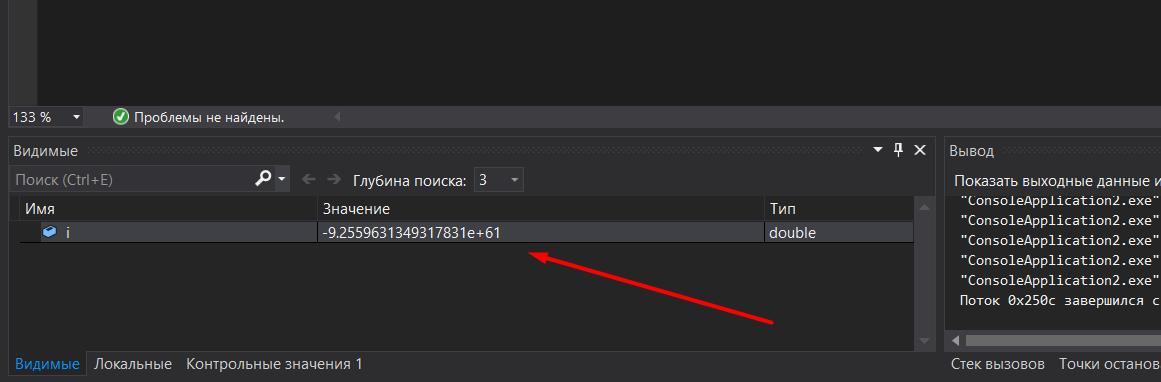 133 %
Проблемы не найдены.
Видимые
Поиск (Ctrl+E)
Глубина поиска: 3
Имя Значение Тип
i -9.2559631349317831e+61 double
Видимые Локальные Контрольные значения 1
Вывод
Показать выходные данные и
"ConsoleApplication2.exe"
"ConsoleApplication2.exe"
"ConsoleApplication2.exe"
"ConsoleApplication2.exe"
"ConsoleApplication2.exe"
Поток 0x250c завершился с
Стек вызовов Точки останов